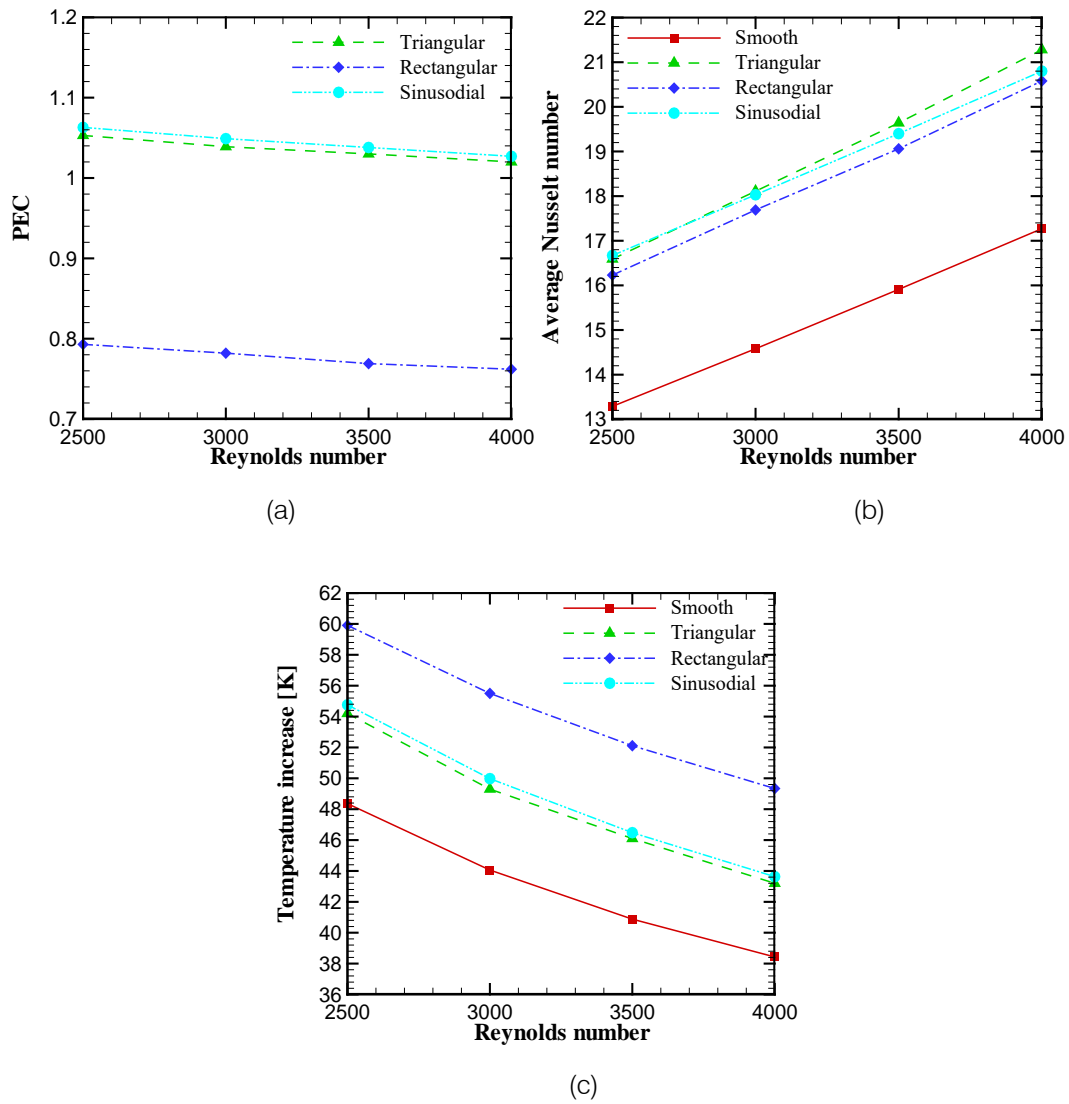 1.2
1.1
1
0.9
0.8
0.7
PEC
Triangular
Rectangular
Sinusodial
2500 3000 3500 4000
Reynolds number
(a)
22
21
20
19
18
17
16
15
14
13
Average Nusselt number
Smooth
Triangular
Rectangular
Sinusodial
2500 3000 3500 4000
Reynolds number
(b)
62
60
58
56
54
52
50
48
46
44
42
40
38
36
Temperature increase [K]
Smooth
Triangular
Rectangular
Sinusodial
2500 3000 3500 4000
Reynolds number
(c)